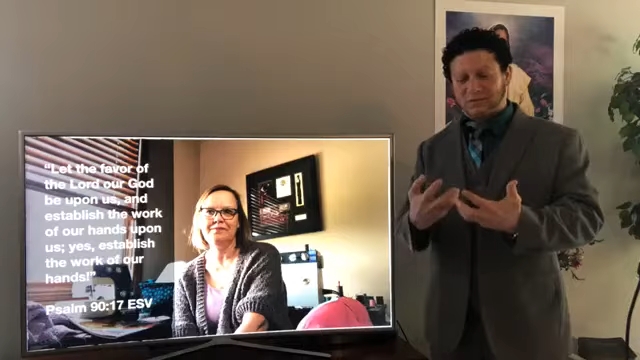 “Let the favor of
the Lord our God
be upon us, and
establish the work
of our hands upon
us; yes, establish
the work of our
hands!”
Psalm 90:17 ESV